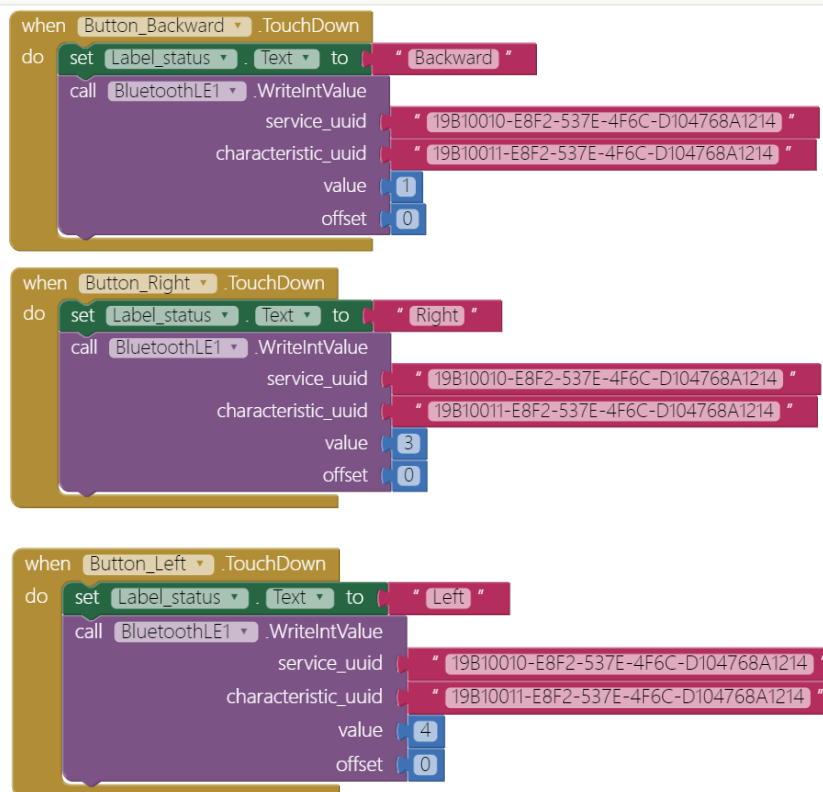 when Button_Backward .TouchDown
do set Label_status . Text to " Backward "
call BluetoothLE1 .WriteIntValue
service_uuid " 19B10010-E8F2-537E-4F6C-D104768A1214 "
characteristic_uuid " 19B10011-E8F2-537E-4F6C-D104768A1214 "
value 1
offset 0
when Button_Right .TouchDown
do set Label_status . Text to " Right "
call BluetoothLE1 .WriteIntValue
service_uuid " 19B10010-E8F2-537E-4F6C-D104768A1214 "
characteristic_uuid " 19B10011-E8F2-537E-4F6C-D104768A1214 "
value 3
offset 0
when Button_Left .TouchDown
do set Label_status . Text to " Left "
call BluetoothLE1 .WriteIntValue
service_uuid " 19B10010-E8F2-537E-4F6C-D104768A1214 "
characteristic_uuid " 19B10011-E8F2-537E-4F6C-D104768A1214 "
value 4
offset 0